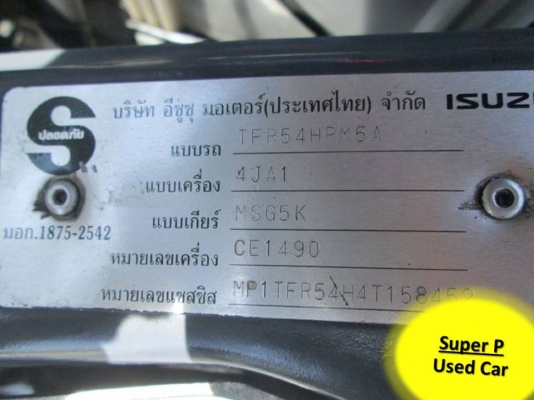 บริษัท อีซูซุ มอเตอร์(ประเทศไทย) จำกัด ISUZU
S
ปลอดภัย
แบบรถ TFR54HPM5A
แบบเครื่อง 4JA1
แบบเกียร์ MSG5K
มอก.1875-2542
หมายเลขเครื่อง CE1490
หมายเลขแชสซิส
Super P
Used Car